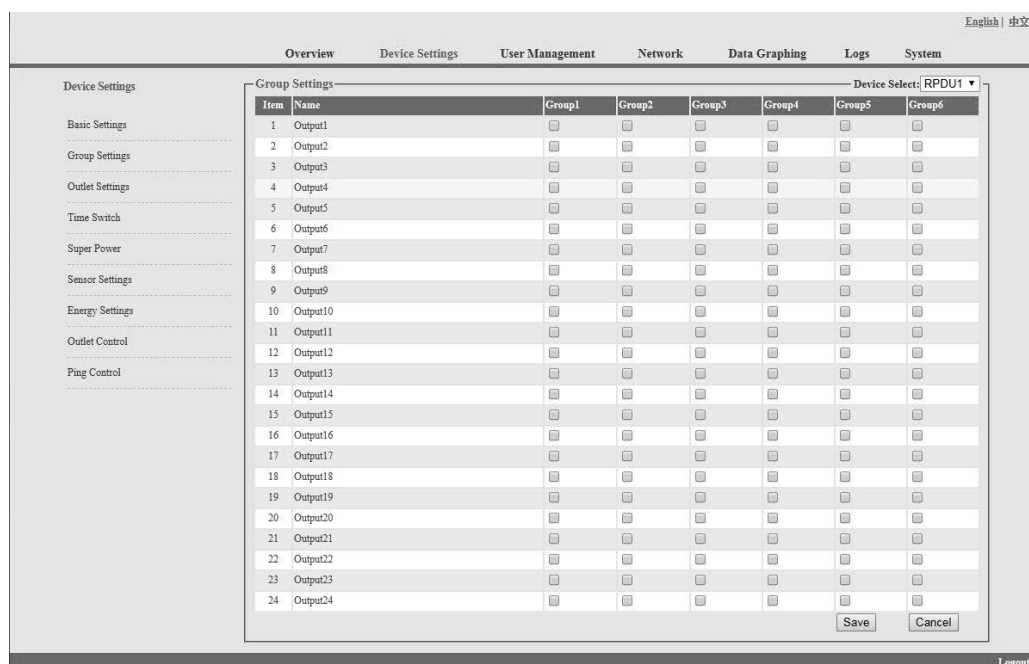 English | 中文
Overview Device Settings User Management Network Data Graphing Logs System
Device Settings
Basic Settings
Group Settings
Outlet Settings
Time Switch
Super Power
Sensor Settings
Energy Settings
Outlet Control
Ping Control
Group Settings Device Select: RPDU1
Item Name Group1 Group2 Group3 Group4 Group5 Group6
1 Output1
2 Output2
3 Output3
4 Output4
5 Output5
6 Output6
7 Output7
8 Output8
9 Output9
10 Output10
11 Output11
12 Output12
13 Output13
14 Output14
15 Output15
16 Output16
17 Output17
18 Output18
19 Output19
20 Output20
21 Output21
22 Output22
23 Output23
24 Output24
Save Cancel
Logout